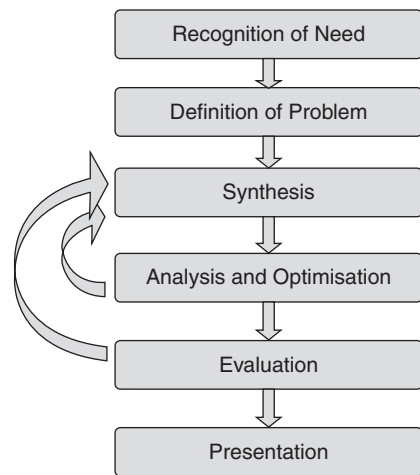 Recognition of Need
Definition of Problem
Synthesis
Analysis and Optimisation
Evaluation
Presentation